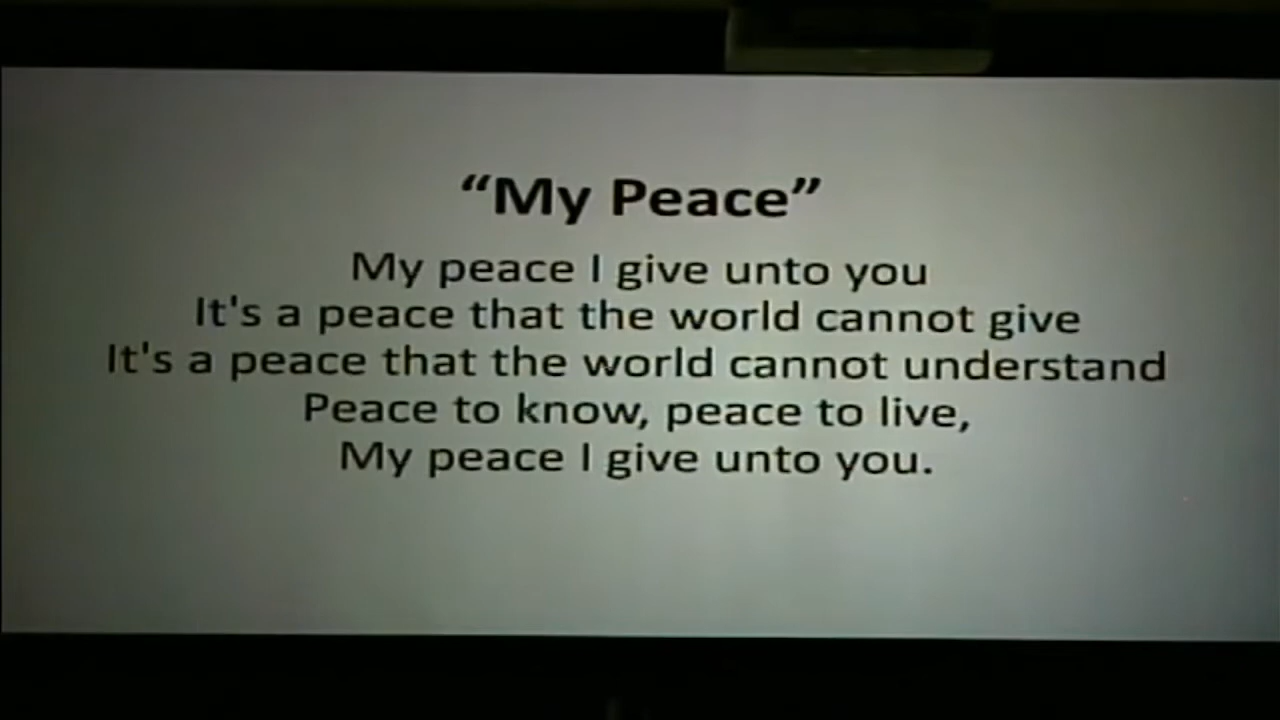 “My Peace”
My peace I give unto you
It's a peace that the world cannot give
It's a peace that the world cannot understand
Peace to know, peace to live,
My peace I give unto you.